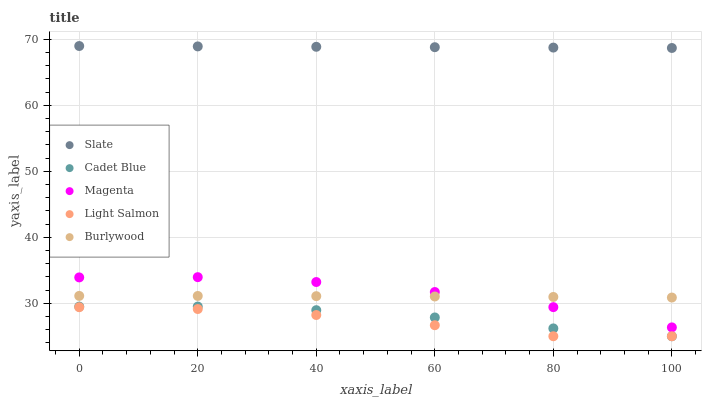 title
70
60
50
40
30
yaxis_label
Slate
Cadet Blue
Magenta
Light Salmon
Burlywood
0 20 40 60 80 100
xaxis_label